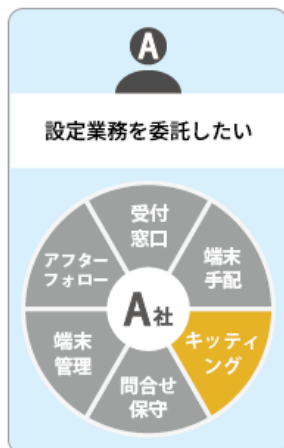 A
設定業務を委託したい
受付
窓口
端末
手配
キッティ
ング
問合せ
保守
端末
管理
アフター
フォロー
A社